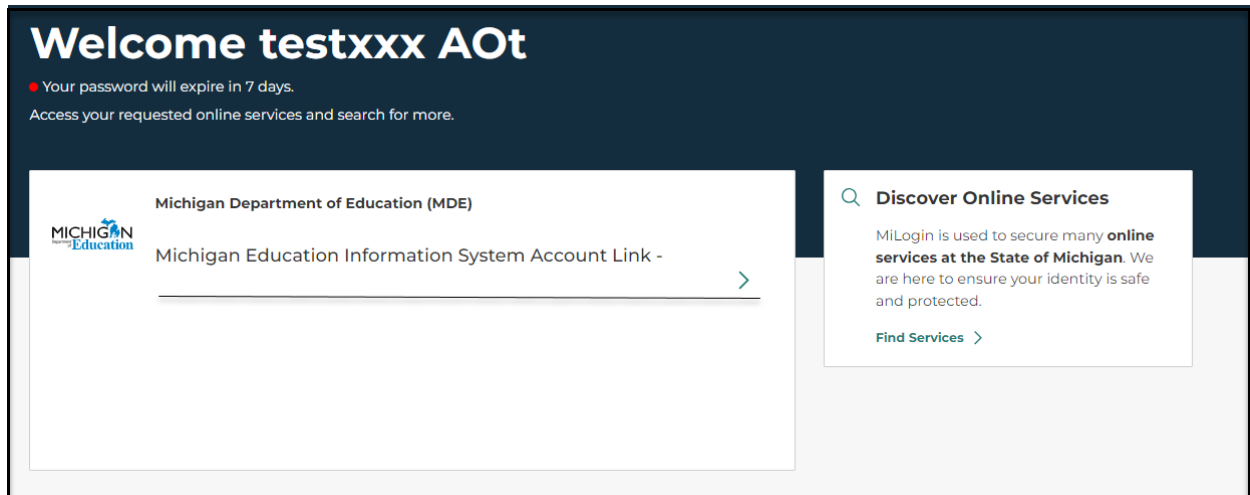 Welcome testxxx AOt
Your password will expire in 7 days.
Access your requested online services and search for more.
MICHIGAN
Department of Education
Michigan Department of Education (MDE)
Michigan Education Information System Account Link -
Discover Online Services
MiLogin is used to secure many online
services at the State of Michigan. We
are here to ensure your identity is safe
and protected.
Find Services